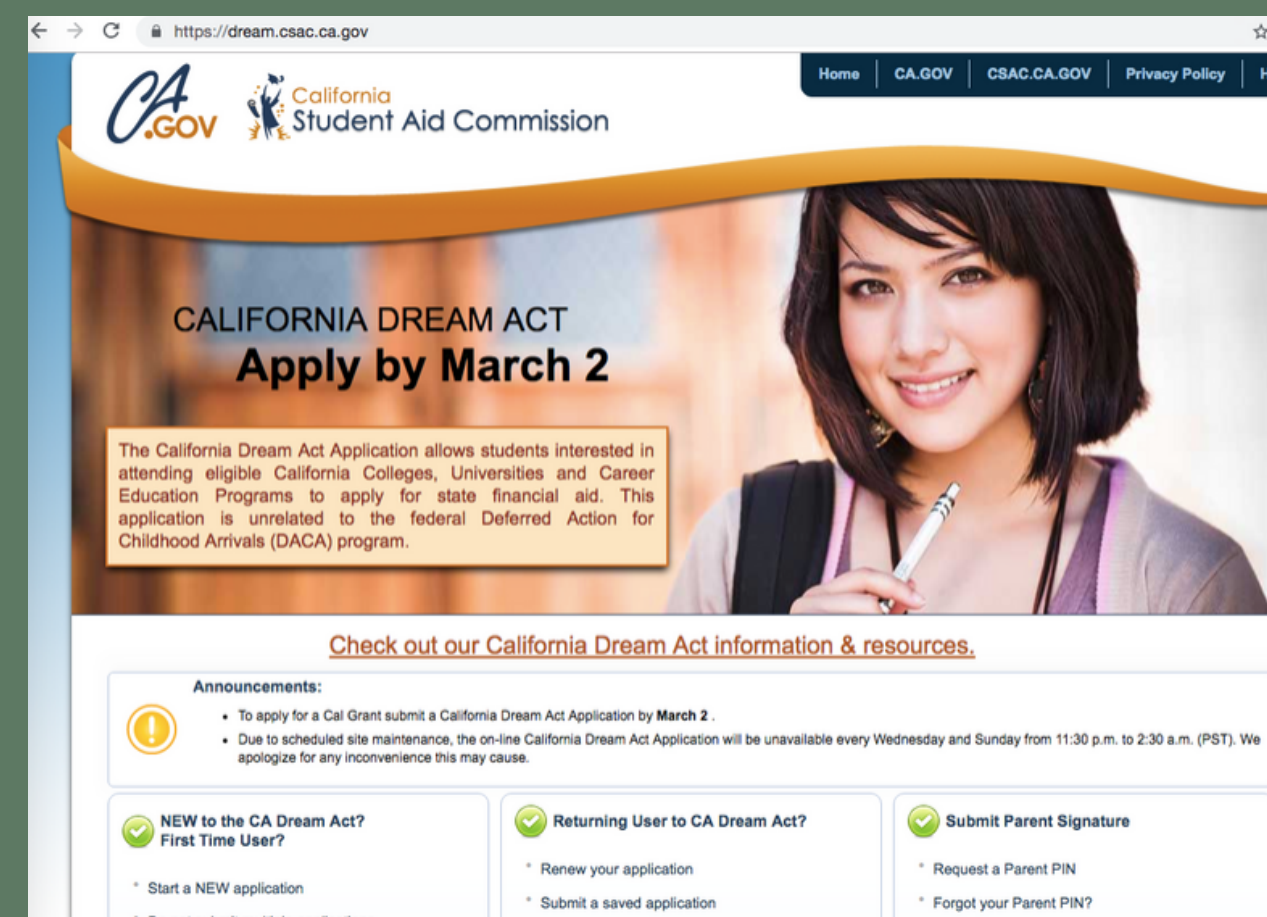 https://dream.csac.ca.gov
Home
CA.GOV
CSAC.CA.GOV
Privacy Policy
CA
.GOV
California
Student Aid Commission
CALIFORNIA DREAM ACT
Apply by March 2
The California Dream Act Application allows students interested in
attending eligible California Colleges, Universities and Career
Education Programs to apply for state financial aid. This
application is unrelated to the federal Deferred Action for
Childhood Arrivals (DACA) program.
Check out our California Dream Act information & resources.
Announcements:
• To apply for a Cal Grant submit a California Dream Act Application by March 2 .
• Due to scheduled site maintenance, the on-line California Dream Act Application will be unavailable every Wednesday and Sunday from 11:30 p.m. to 2:30 a.m. (PST). We
apologize for any inconvenience this may cause.
NEW to the CA Dream Act?
First Time User?
* Start a NEW application
Returning User to CA Dream Act?
* Renew your application
* Submit a saved application
Submit Parent Signature
* Request a Parent PIN
* Forgot your Parent PIN?